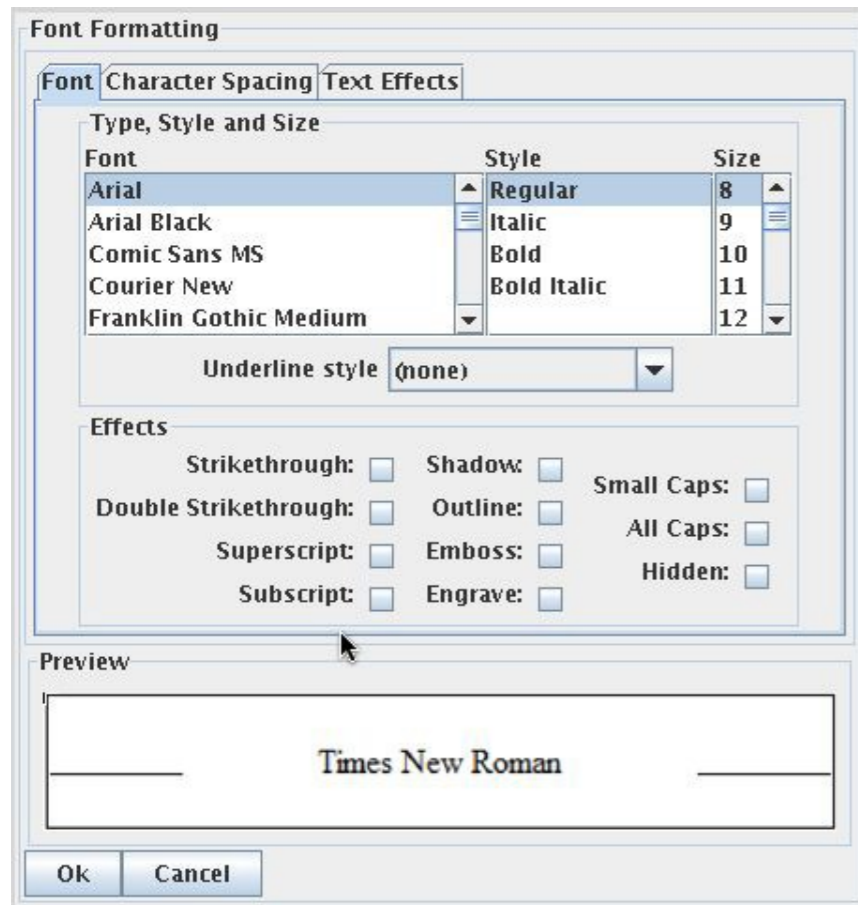 Font Formatting
Font Character Spacing Text Effects
Type, Style and Size
Font Style Size
Arial Regular 8
Arial Black Italic 9
Comic Sans MS Bold 10
Courier New Bold Italic 11
Franklin Gothic Medium 12
Underline style (none)
Effects
Strikethrough: Shadow: Small Caps:
Double Strikethrough: Outline: All Caps:
Superscript: Emboss: Hidden:
Subscript: Engrave:
Preview
Times New Roman
Ok Cancel